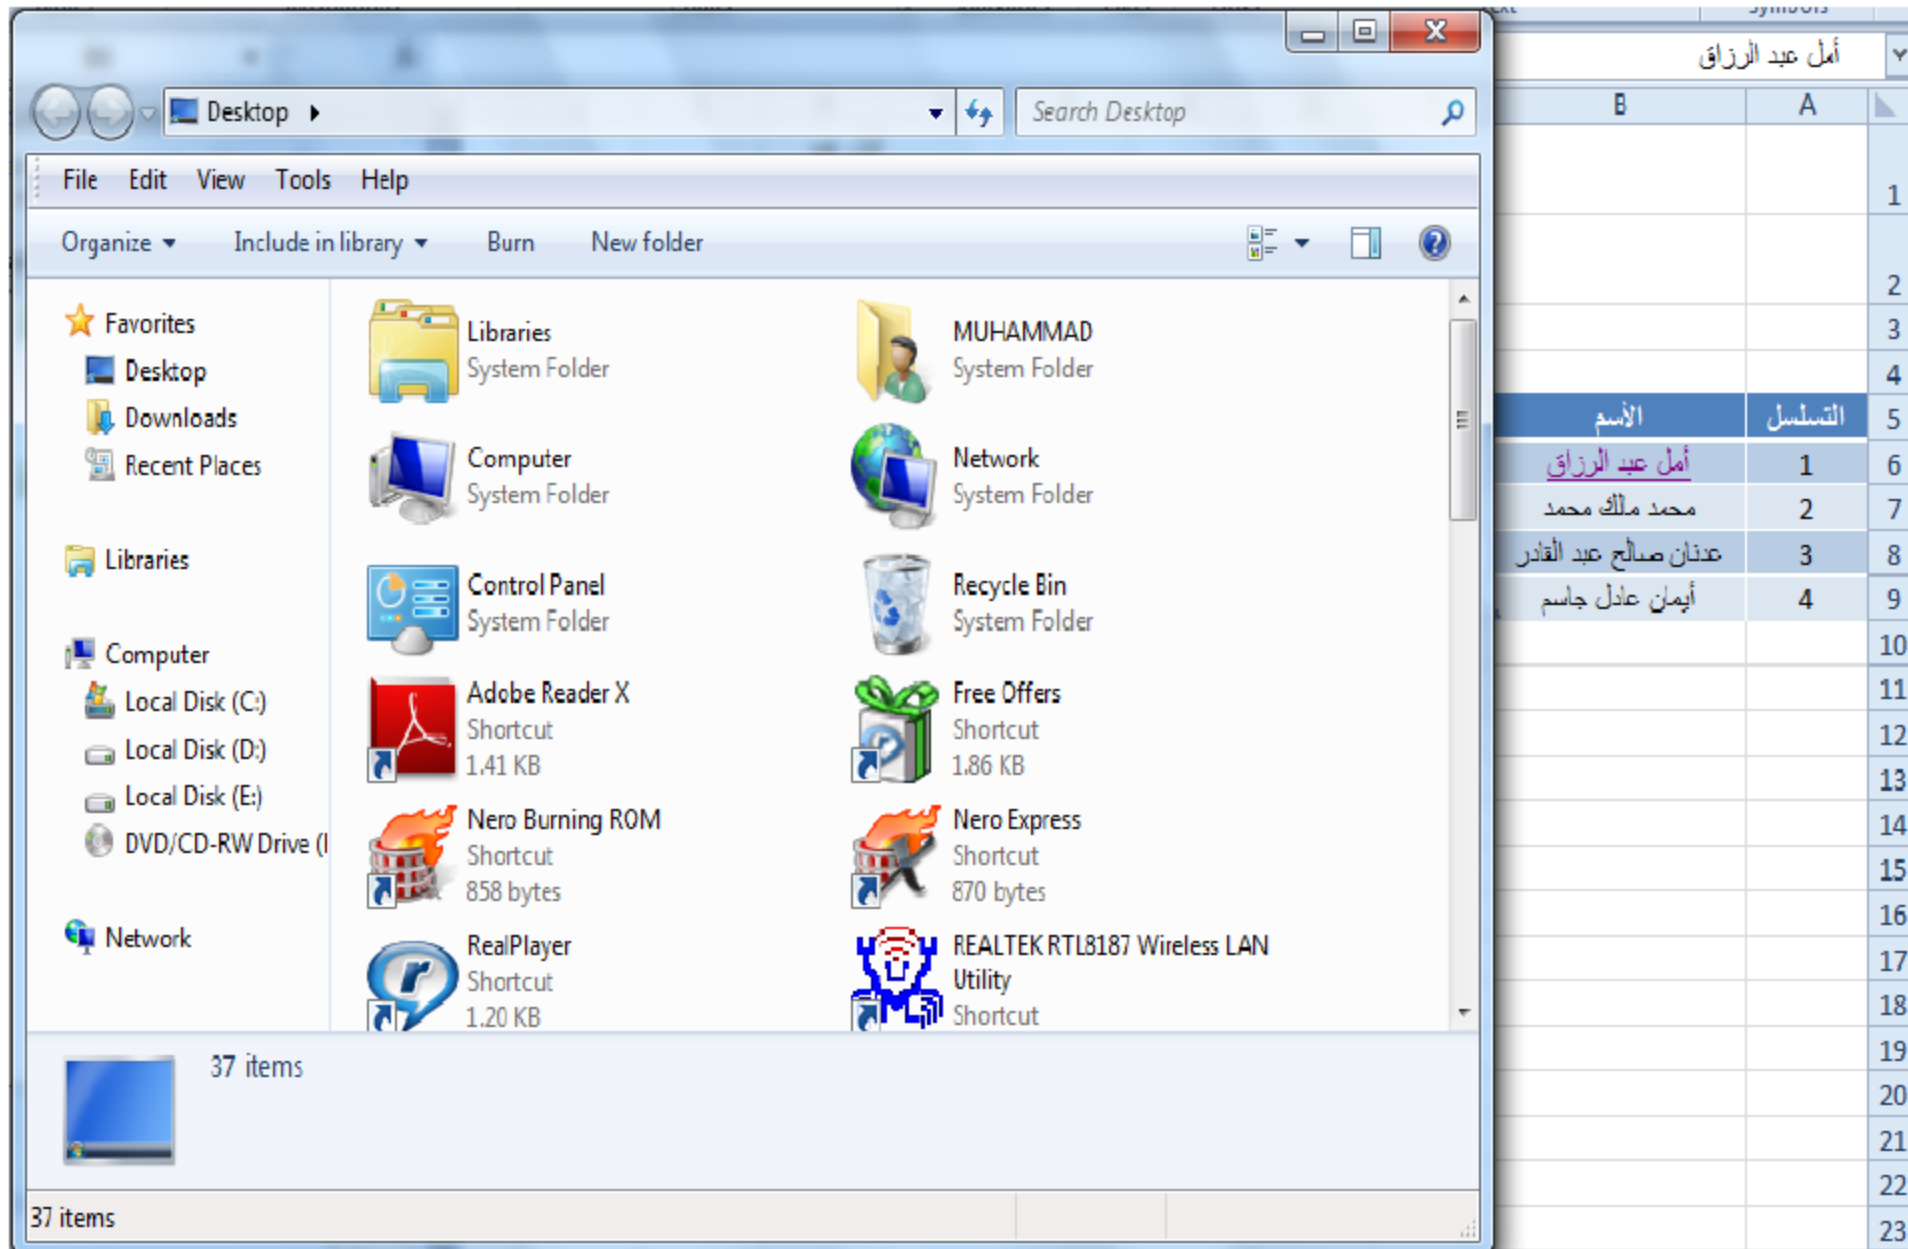 أمل عبد الرزاق
Desktop
Search Desktop
File Edit View Tools Help
Organize Include in library Burn New folder
Favorites
Desktop
Downloads
Recent Places
Libraries
Computer
Local Disk (C:)
Local Disk (D:)
Local Disk (E:)
DVD/CD-RW Drive (
Network
Libraries
System Folder
MUHAMMAD
System Folder
Computer
System Folder
Network
System Folder
Control Panel
System Folder
Recycle Bin
System Folder
Adobe Reader X
Shortcut
1.41 KB
Free Offers
Shortcut
1.86 KB
Nero Burning ROM
Shortcut
858 bytes
Nero Express
Shortcut
870 bytes
RealPlayer
Shortcut
1.20 KB
REALTEK RTL8187 Wireless LAN
Utility
Shortcut
37 items
37 items
A B
1
2
3
4
5 التسلسل الأسم
6 1 أمل عبد الرزاق
7 2 محمد مالك محمد
8 3 عدنان صالح عبد القادر
9 4 أيمان عادل جاسم
10
11
12
13
14
15
16
17
18
19
20
21
22
23